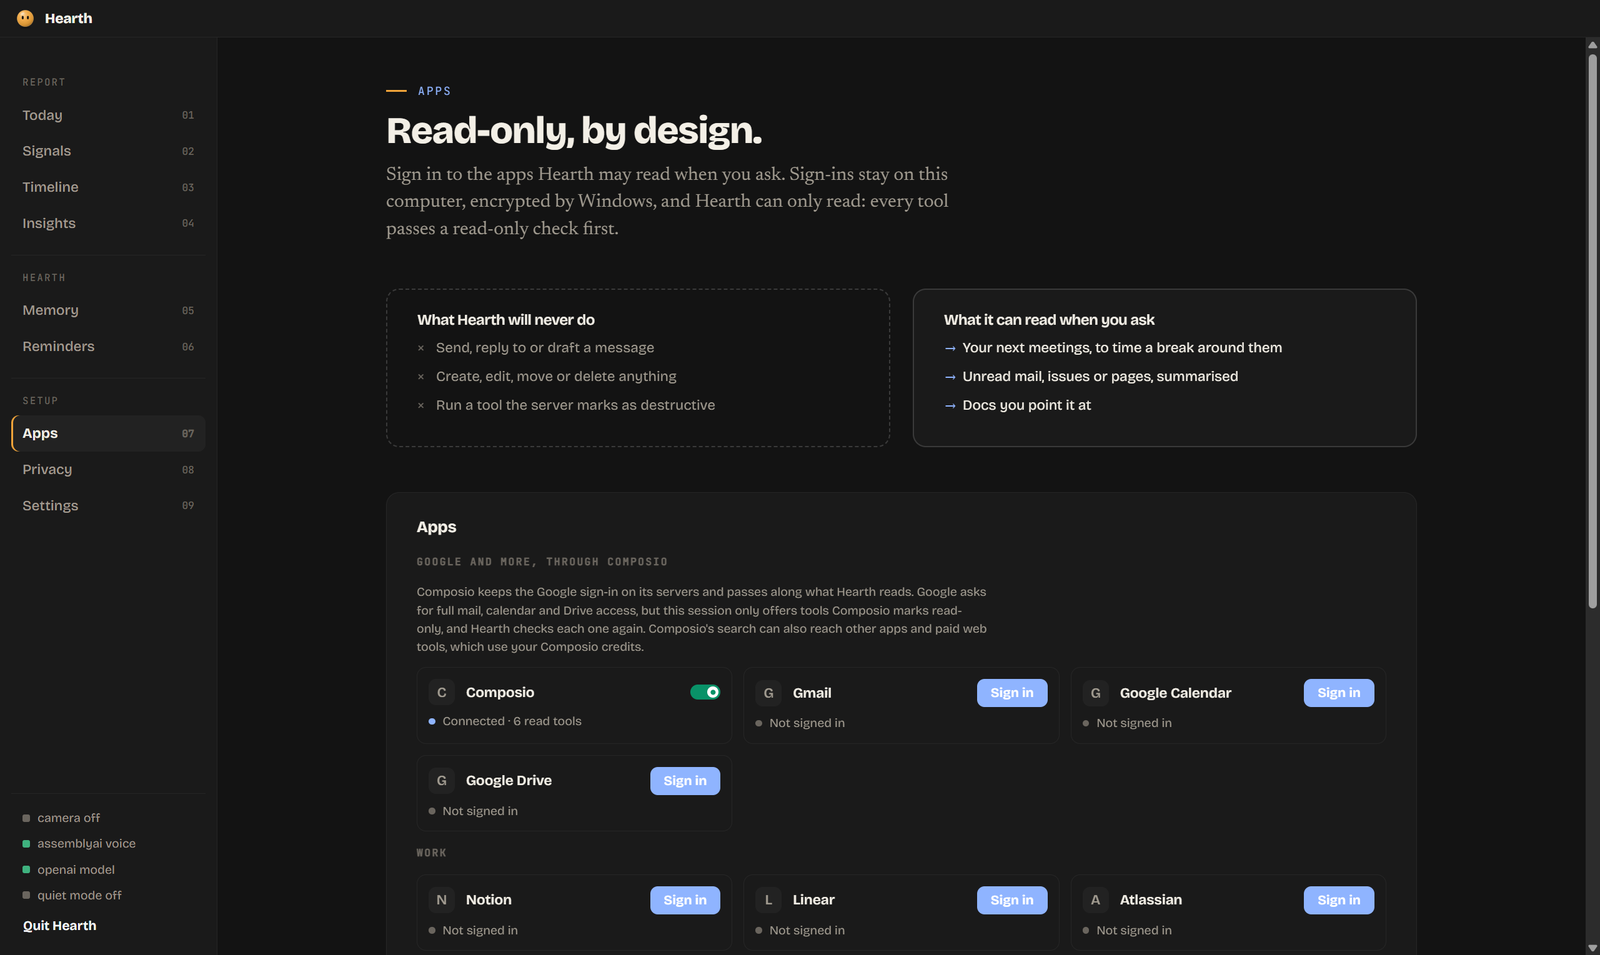 Hearth
REPORT
Today 01
Signals 02
Timeline 03
Insights 04
HEARTH
Memory 05
Reminders 06
SETUP
Apps 07
Privacy 08
Settings 09
camera off
assemblyai voice
openai model
quiet mode off
Quit Hearth
APPS
Read-only, by design.
Sign in to the apps Hearth may read when you ask. Sign-ins stay on this
computer, encrypted by Windows, and Hearth can only read: every tool
passes a read-only check first.
What Hearth will never do
× Send, reply to or draft a message
× Create, edit, move or delete anything
× Run a tool the server marks as destructive
What it can read when you ask
→ Your next meetings, to time a break around them
→ Unread mail, issues or pages, summarised
→ Docs you point it at
Apps
GOOGLE AND MORE, THROUGH COMPOSIO
Composio keeps the Google sign-in on its servers and passes along what Hearth reads. Google asks
for full mail, calendar and Drive access, but this session only offers tools Composio marks read-
only, and Hearth checks each one again. Composio's search can also reach other apps and paid web
tools, which use your Composio credits.
C Composio
Connected · 6 read tools
G Gmail Sign in
Not signed in
G Google Calendar Sign in
Not signed in
G Google Drive Sign in
Not signed in
WORK
N Notion Sign in
Not signed in
L Linear Sign in
Not signed in
A Atlassian Sign in
Not signed in